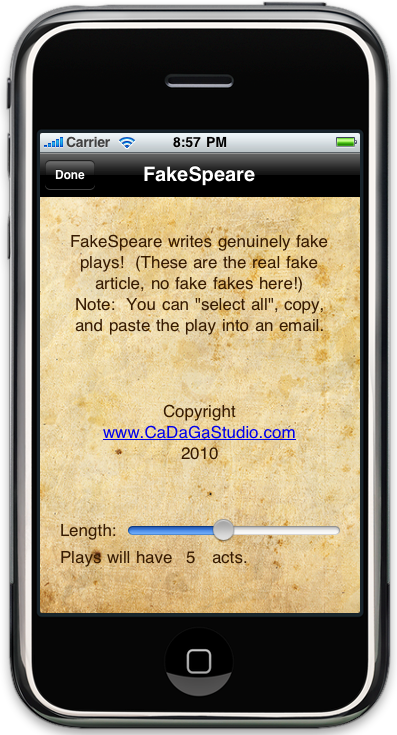 Carrier 8:57 PM
Done FakeSpeare
FakeSpeare writes genuinely fake
plays!  (These are the real fake
article, no fake fakes here!)
Note:  You can "select all", copy,
and paste the play into an email.
Copyright
www.CaDaGaStudio.com
2010
Length:
Plays will have 5 acts.